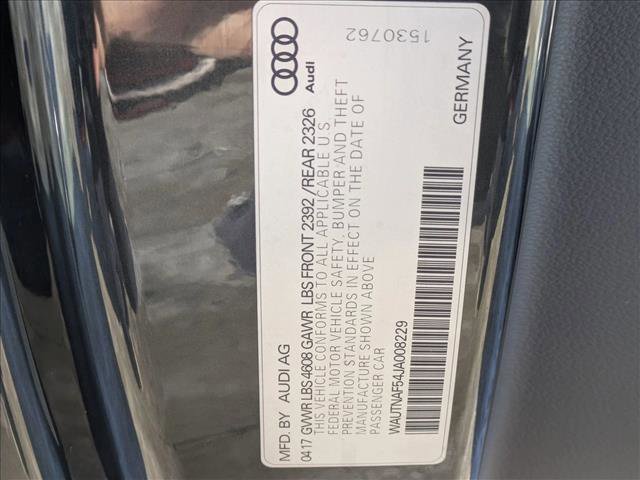 Audi
1530762
MFD. BY AUDI AG
04 17 GVWR LBS 4608 GAWR LBS FRONT 2392 / REAR 2326
THIS VEHICLE CONFORMS TO ALL APPLICABLE U.S.
FEDERAL MOTOR VEHICLE SAFETY, BUMPER AND THEFT
PREVENTION STANDARDS IN EFFECT ON THE DATE OF
MANUFACTURE SHOWN ABOVE
PASSENGER CAR
WAUTNAF54JA008229
GERMANY